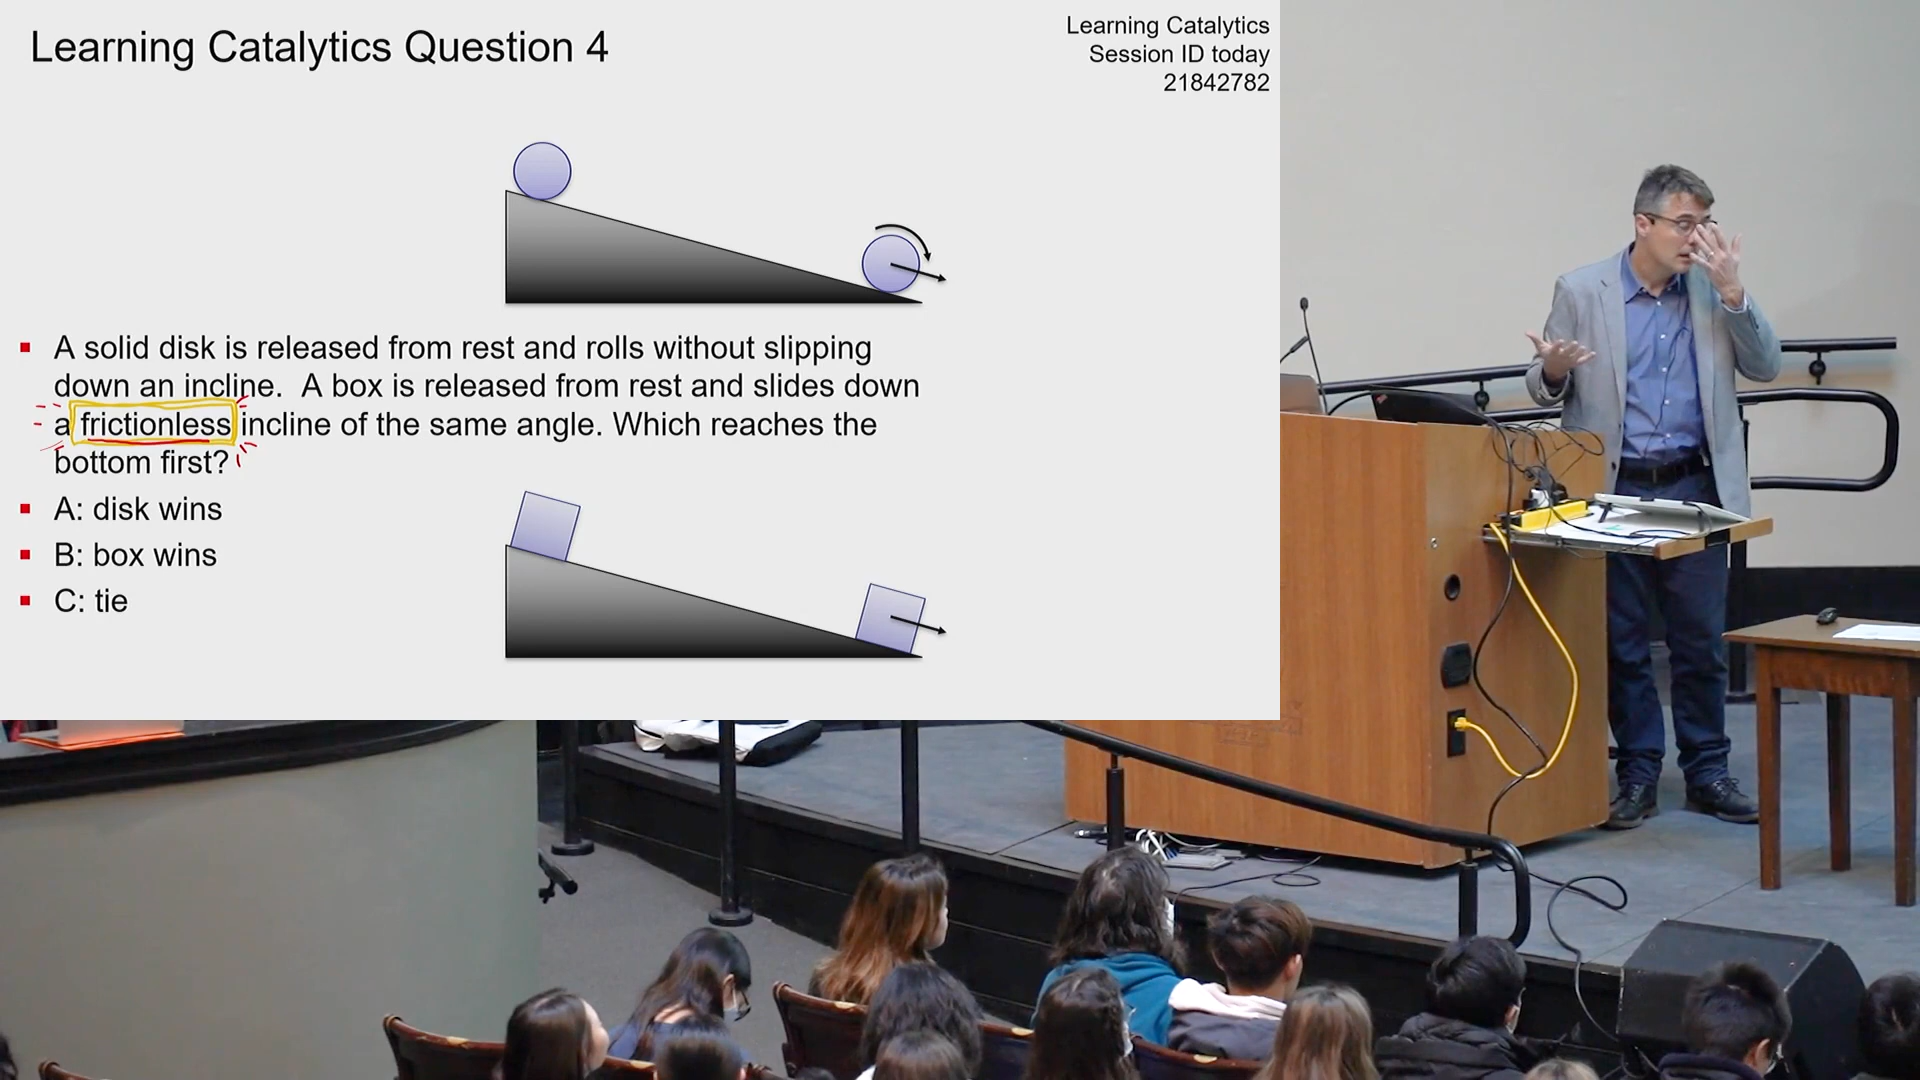 Learning Catalytics Question 4
Learning Catalytics
Session ID today
21842782
A solid disk is released from rest and rolls without slipping
down an incline. A box is released from rest and slides down
a frictionless incline of the same angle. Which reaches the
bottom first?
A: disk wins
B: box wins
C: tie